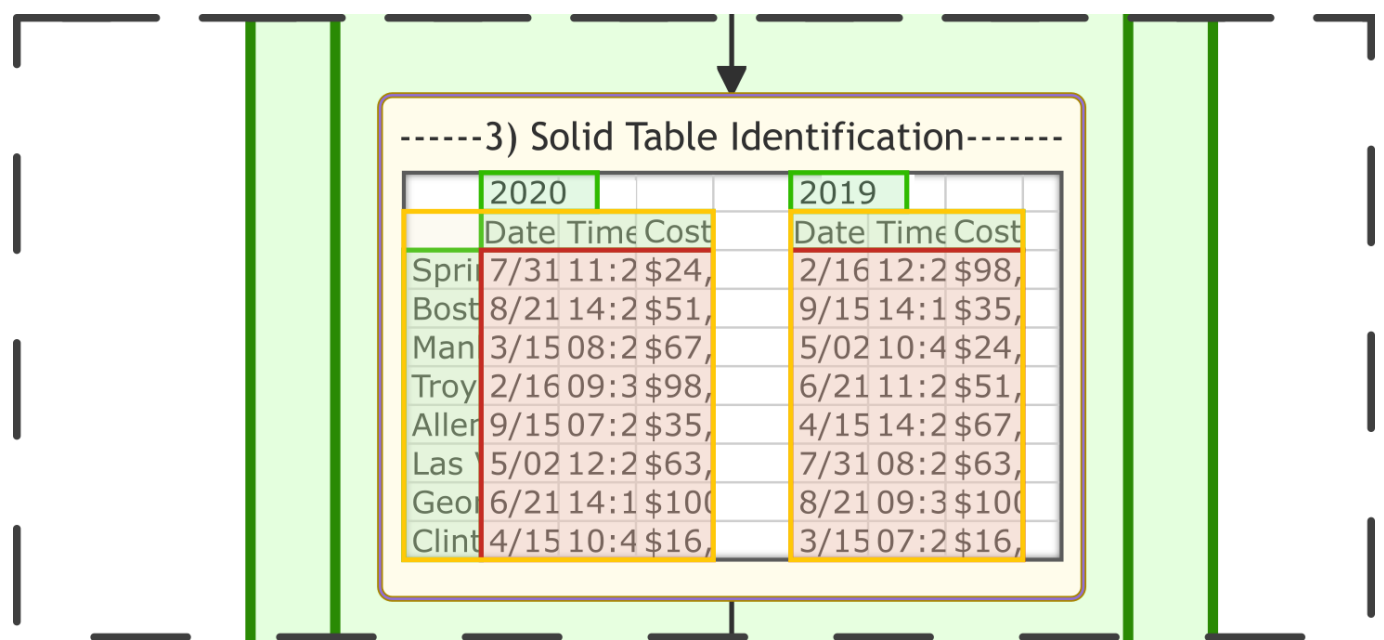 ------3) Solid Table Identification-------
2020 2019
Date Time Cost Date Time Cost
Sprin 7/31 11:2 $24, 2/16 12:2 $98,
Bost 8/21 14:2 $51, 9/15 14:1 $35,
Man 3/15 08:2 $67, 5/02 10:4 $24,
Troy 2/16 09:3 $98, 6/21 11:2 $51,
Aller 9/15 07:2 $35, 4/15 14:2 $67,
Las 5/02 12:2 $63, 7/31 08:2 $63,
Geor 6/21 14:1 $100 8/21 09:3 $100
Clint 4/15 10:4 $16, 3/15 07:2 $16,